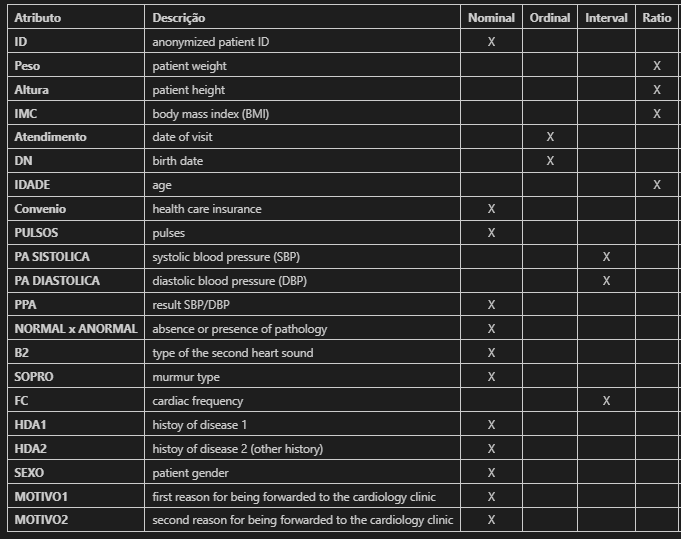 Atributo Descrição Nominal Ordinal Interval Ratio
ID anonymized patient ID X
Peso patient weight X
Altura patient height X
IMC body mass index (BMI) X
Atendimento date of visit X
DN birth date X
IDADE age X
Convenio health care insurance X
PULSOS pulses X
PA SISTOLICA systolic blood pressure (SBP) X
PA DIASTOLICA diastolic blood pressure (DBP) X
PPA result SBP/DBP X
NORMAL x ANORMAL absence or presence of pathology X
B2 type of the second heart sound X
SOPRO murmur type X
FC cardiac frequency X
HDA1 histoy of disease 1 X
HDA2 histoy of disease 2 (other history) X
SEXO patient gender X
MOTIVO1 first reason for being forwarded to the cardiology clinic X
MOTIVO2 second reason for being forwarded to the cardiology clinic X